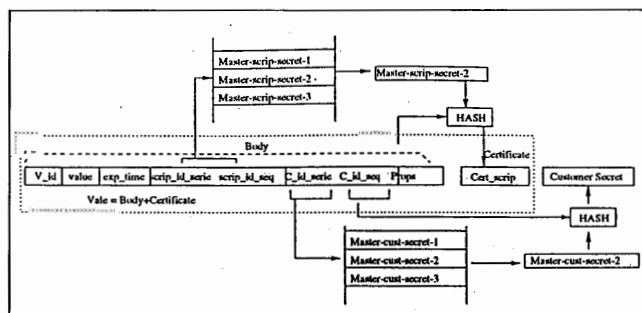 Master-scrip-secret-1
Master-scrip-secret-2
Master-scrip-secret-3
Master-scrip-secret-2
HASH
Body
Certificate
V_id value exp_time scrip_id_serie scrip_id_seq C_id_serie C_id_seq Props
Cert_scrip
Customer Secret
Vale = Body+Certificate
HASH
Master-cust-secret-1
Master-cust-secret-2
Master-cust-secret-3
Master-cust-secret-2